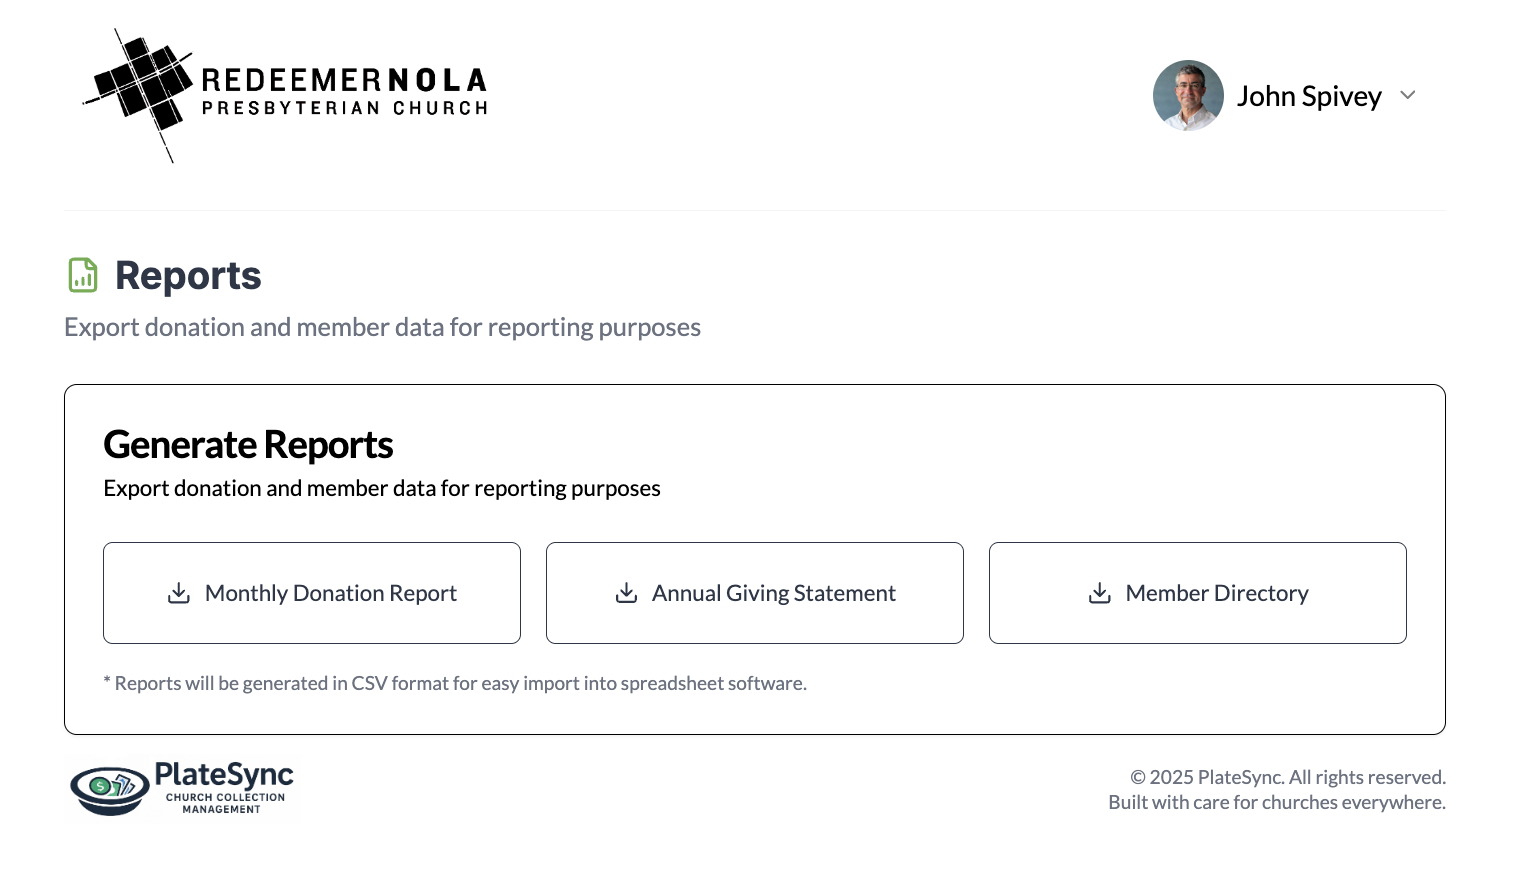 REDEEMERNOLA
PRESBYTERIAN CHURCH
John Spivey
Reports
Export donation and member data for reporting purposes
Generate Reports
Export donation and member data for reporting purposes
Monthly Donation Report
Annual Giving Statement
Member Directory
* Reports will be generated in CSV format for easy import into spreadsheet software.
$
PlateSync
CHURCH COLLECTION
MANAGEMENT
© 2025 PlateSync. All rights reserved.
Built with care for churches everywhere.